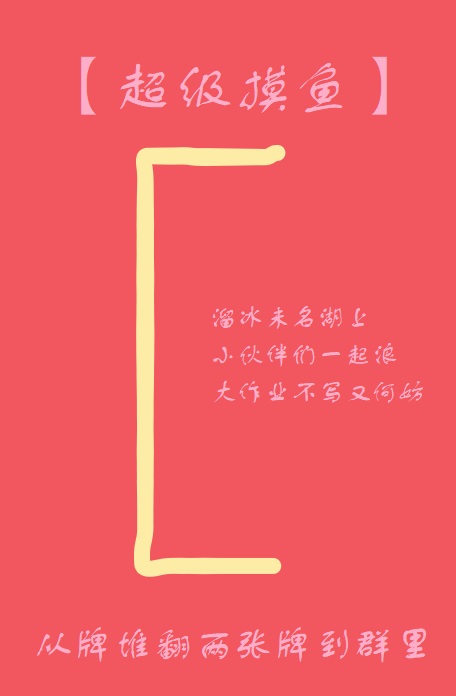 【超级摸鱼】
溜冰未名湖上
小伙伴们一起浪
大作业不写又何妨
从牌堆翻两张牌到群里